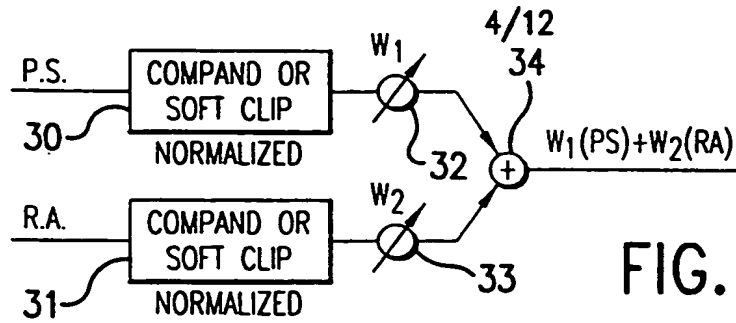 4/12
34
P.S.
COMPAND OR
SOFT CLIP
W1
30
NORMALIZED
32
+
W1(PS)+W2(RA)
R.A.
COMPAND OR
SOFT CLIP
W2
31
NORMALIZED
33
FIG.